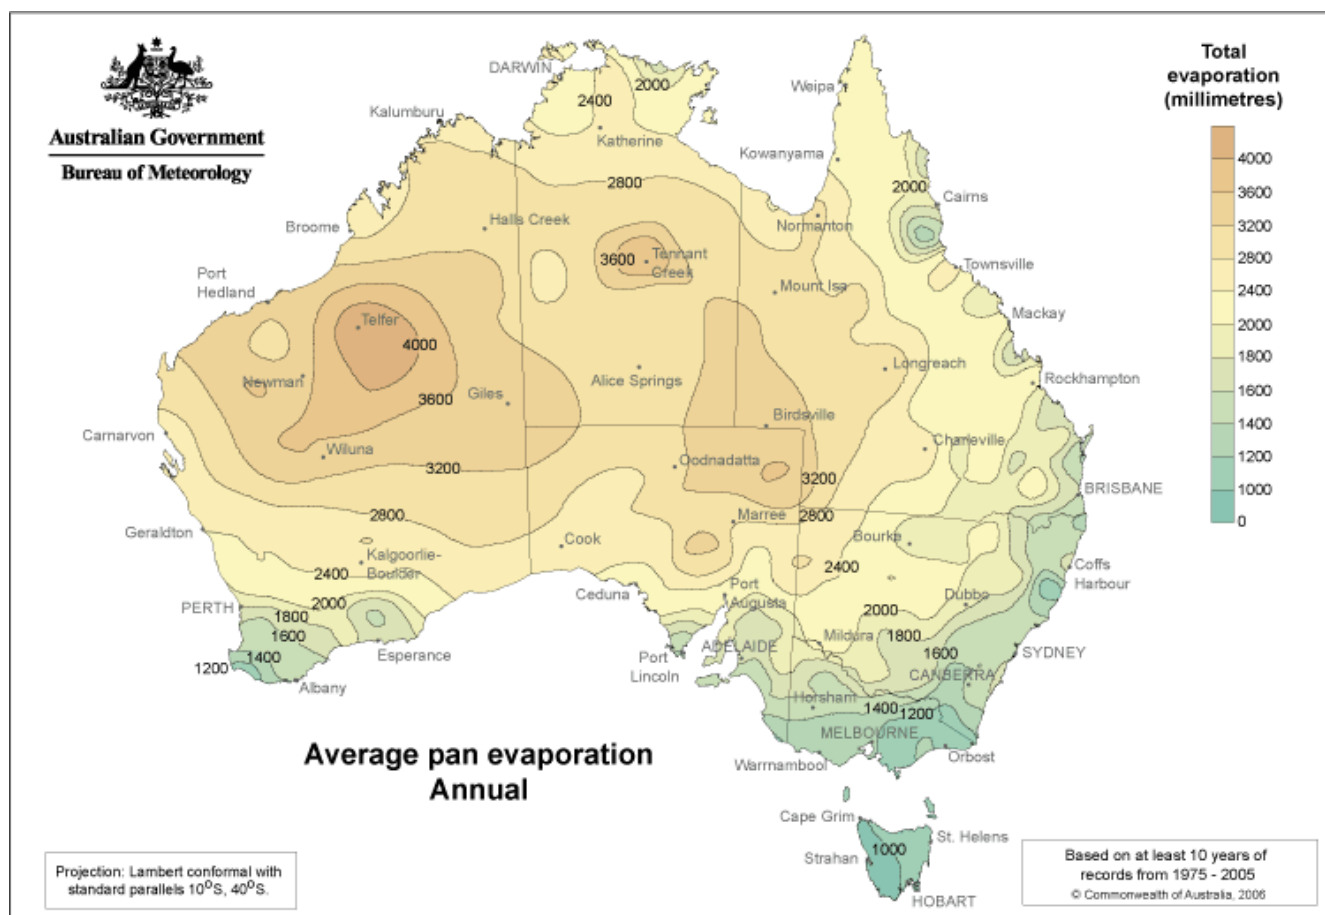 Australian Government
Bureau of Meteorology
Total
evaporation
(millimetres)
4000
3600
3200
2800
2400
2000
1800
1600
1400
1200
1000
0
DARWIN
2400
2000
Weipa
Kalumburu
Katherine
Kowanyama
2800
2000
Cairns
Broome
Halls Creek
Normanton
3600
Tennant
Creek
Townsville
Port
Hedland
Mount Isa
Mackay
Telfer
4000
Newman
Alice Springs
Longreach
Rockhampton
3600
Giles
Birdsville
Carnarvon
Wiluna
3200
Oodnadatta
Charleville
3200
BRISBANE
2800
Marree
2800
Geraldton
Cook
Bourke
Kalgoorlie-
Boulder
2400
2400
Coffs
Harbour
PERTH
2000
1800
1600
1400
1200
Ceduna
Port
Augusta
Dubbo
2000
Mildura
1800
1600
SYDNEY
Esperance
Albany
Port
Lincoln
ADELAIDE
CANBERRA
Horsham
1400
1200
MELBOURNE
Warrnambool
Orbost
Average pan evaporation
Annual
Cape Grim
St. Helens
1000
Strahan
HOBART
Projection: Lambert conformal with
standard parallels 10°S, 40°S.
Based on at least 10 years of
records from 1975 - 2005
© Commonwealth of Australia, 2006